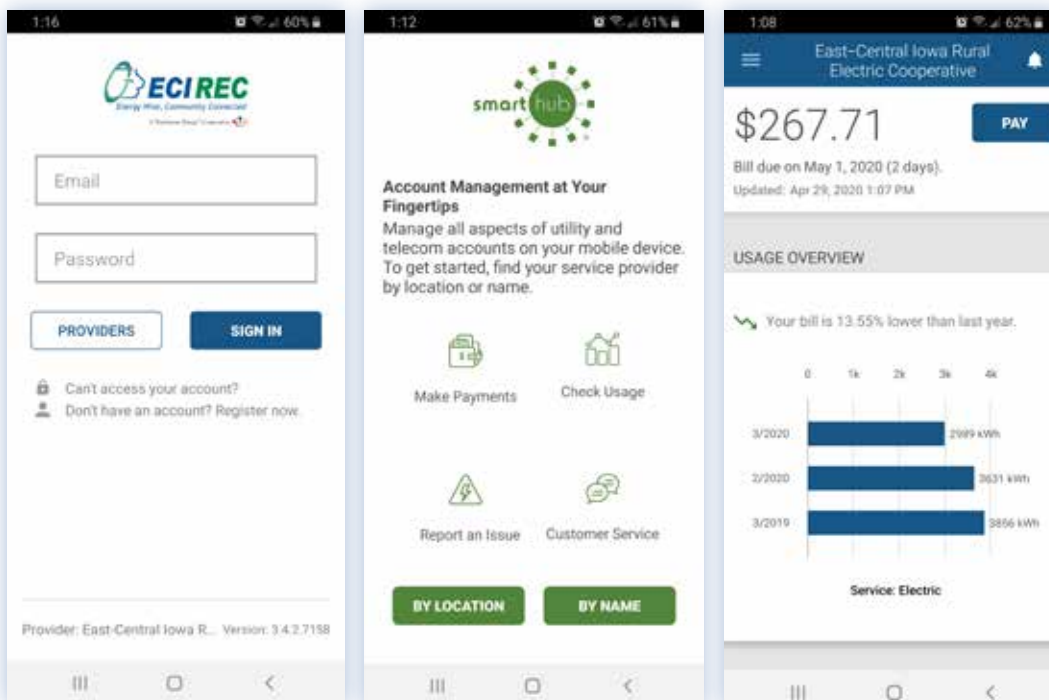 1:16
60%
ECIREC
Energy Wise, Community Connected
Email
Password
PROVIDERS
SIGN IN
Can't access your account?
Don't have an account? Register now.
Provider: East-Central Iowa R... Version: 3.4.2.7158
1:12
61%
smart hub
Account Management at Your
Fingertips
Manage all aspects of utility and
telecom accounts on your mobile device.
To get started, find your service provider
by location or name.
Make Payments
Check Usage
Report an Issue
Customer Service
BY LOCATION
BY NAME
1:08
62%
East-Central Iowa Rural
Electric Cooperative
$267.71
PAY
Bill due on May 1, 2020 (2 days).
Updated: Apr 29, 2020 1:07 PM
USAGE OVERVIEW
Your bill is 13.55% lower than last year.
0 1k 2k 3k 4k
3/2020 2989 kWh
2/2020 3631 kWh
3/2019 3856 kWh
Service: Electric